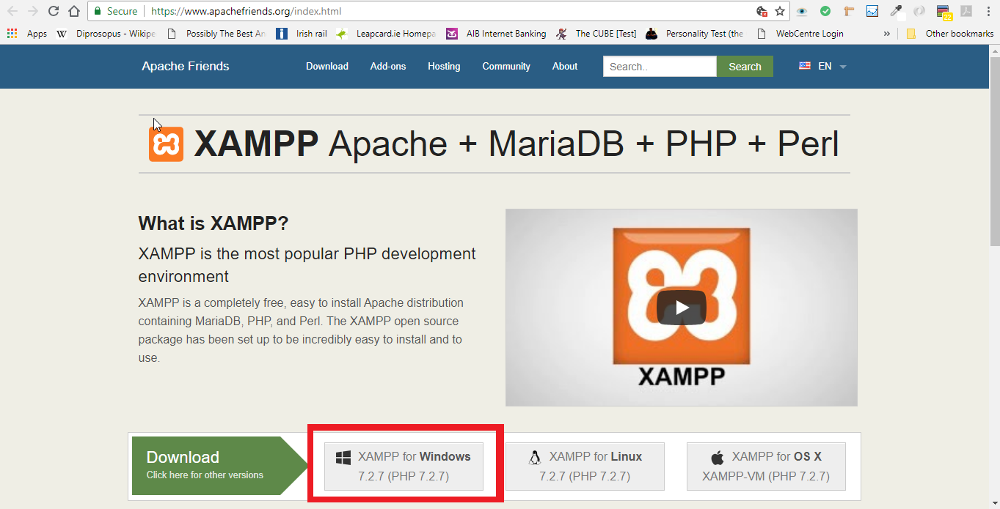 Secure https://www.apachefriends.org/index.html
Apps Diprosopus - Wikipe Possibly The Best An Irish rail Leapcard.ie Homepa AIB Internet Banking The CUBE [Test] Personality Test (the WebCentre Login » Other bookmarks
22
Apache Friends Download Add-ons Hosting Community About Search.. Search EN
XAMPP Apache + MariaDB + PHP + Perl
What is XAMPP?
XAMPP is the most popular PHP development
environment
XAMPP is a completely free, easy to install Apache distribution
containing MariaDB, PHP, and Perl. The XAMPP open source
package has been set up to be incredibly easy to install and to
use.
XAMPP
Download
Click here for other versions
XAMPP for Windows
7.2.7 (PHP 7.2.7)
XAMPP for Linux
7.2.7 (PHP 7.2.7)
XAMPP for OS X
XAMPP-VM (PHP 7.2.7)